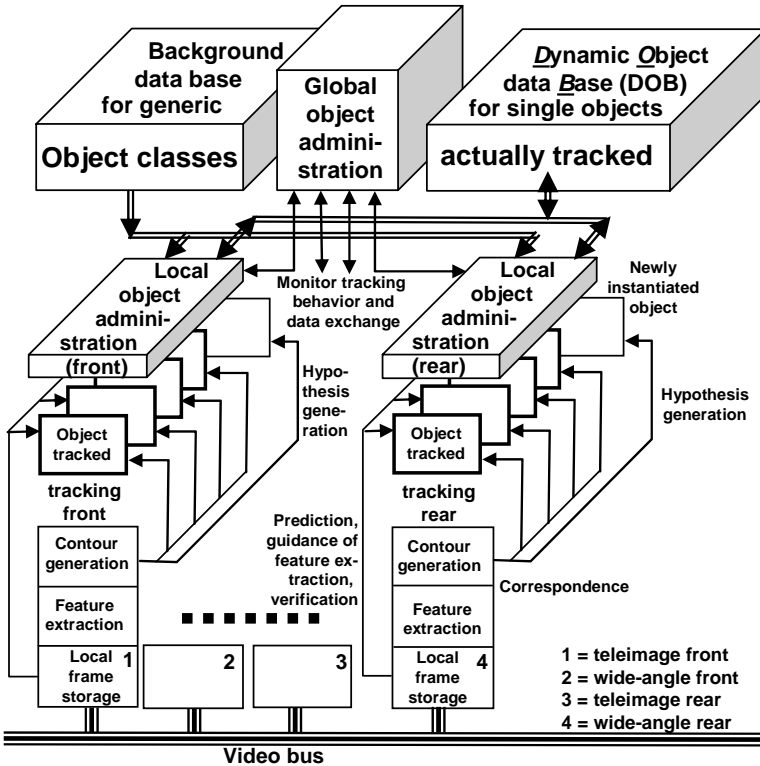 Background
data base
for generic
Object classes
Global
object
admini-
stration
Dynamic Object
data Base (DOB)
for single objects
actually tracked
Local
object
admini-
stration
(front)
Monitor tracking
behavior and
data exchange
Local
object
admini-
stration
(rear)
Newly
instantiated
object
Hypo-
thesis
gene-
ration
Hypothesis
generation
Object
tracked
Object
tracked
tracking
front
tracking
rear
Prediction,
guidance of
feature ex-
traction,
verification
Contour
generation
Feature
extraction
Local
frame
storage
1
2
3
Contour
generation
Correspondence
Feature
extraction
Local
frame
storage
4
1 = teleimage front
2 = wide-angle front
3 = teleimage rear
4 = wide-angle rear
Video bus